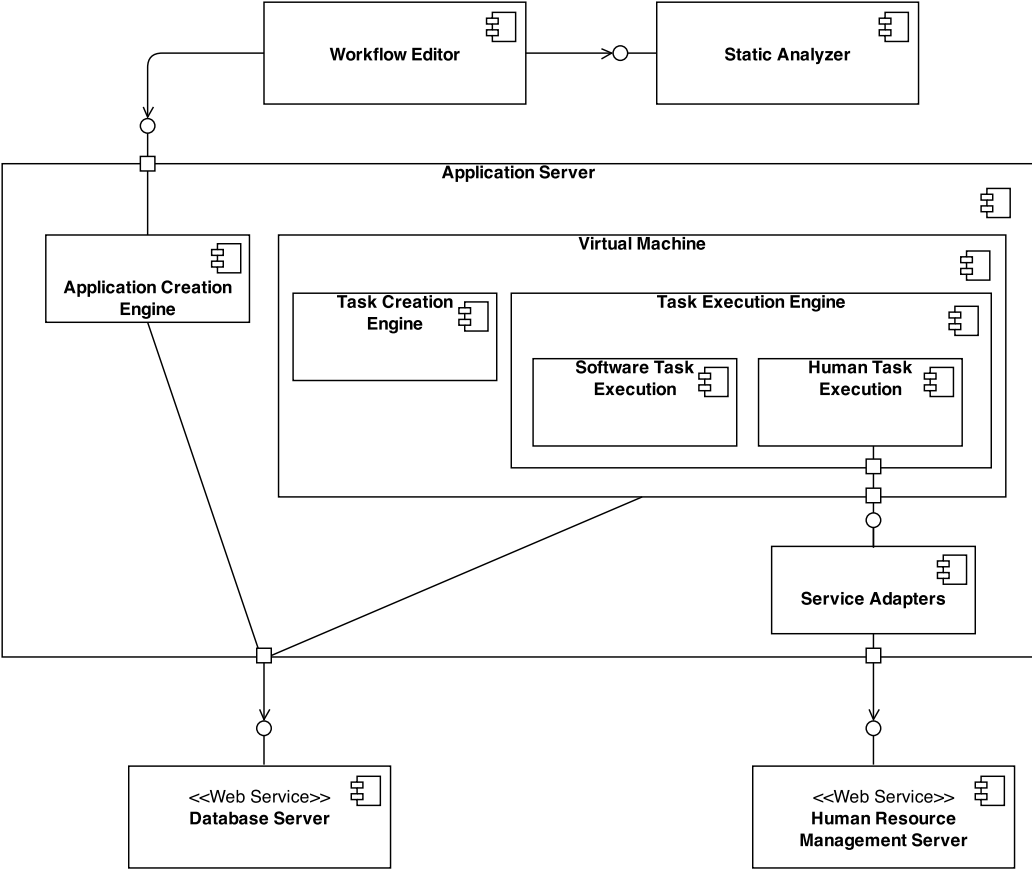 Workflow Editor
Static Analyzer
Application Server
Application Creation
Engine
Virtual Machine
Task Creation
Engine
Task Execution Engine
Software Task
Execution
Human Task
Execution
Service Adapters
<<Web Service>>
Database Server
<<Web Service>>
Human Resource
Management Server